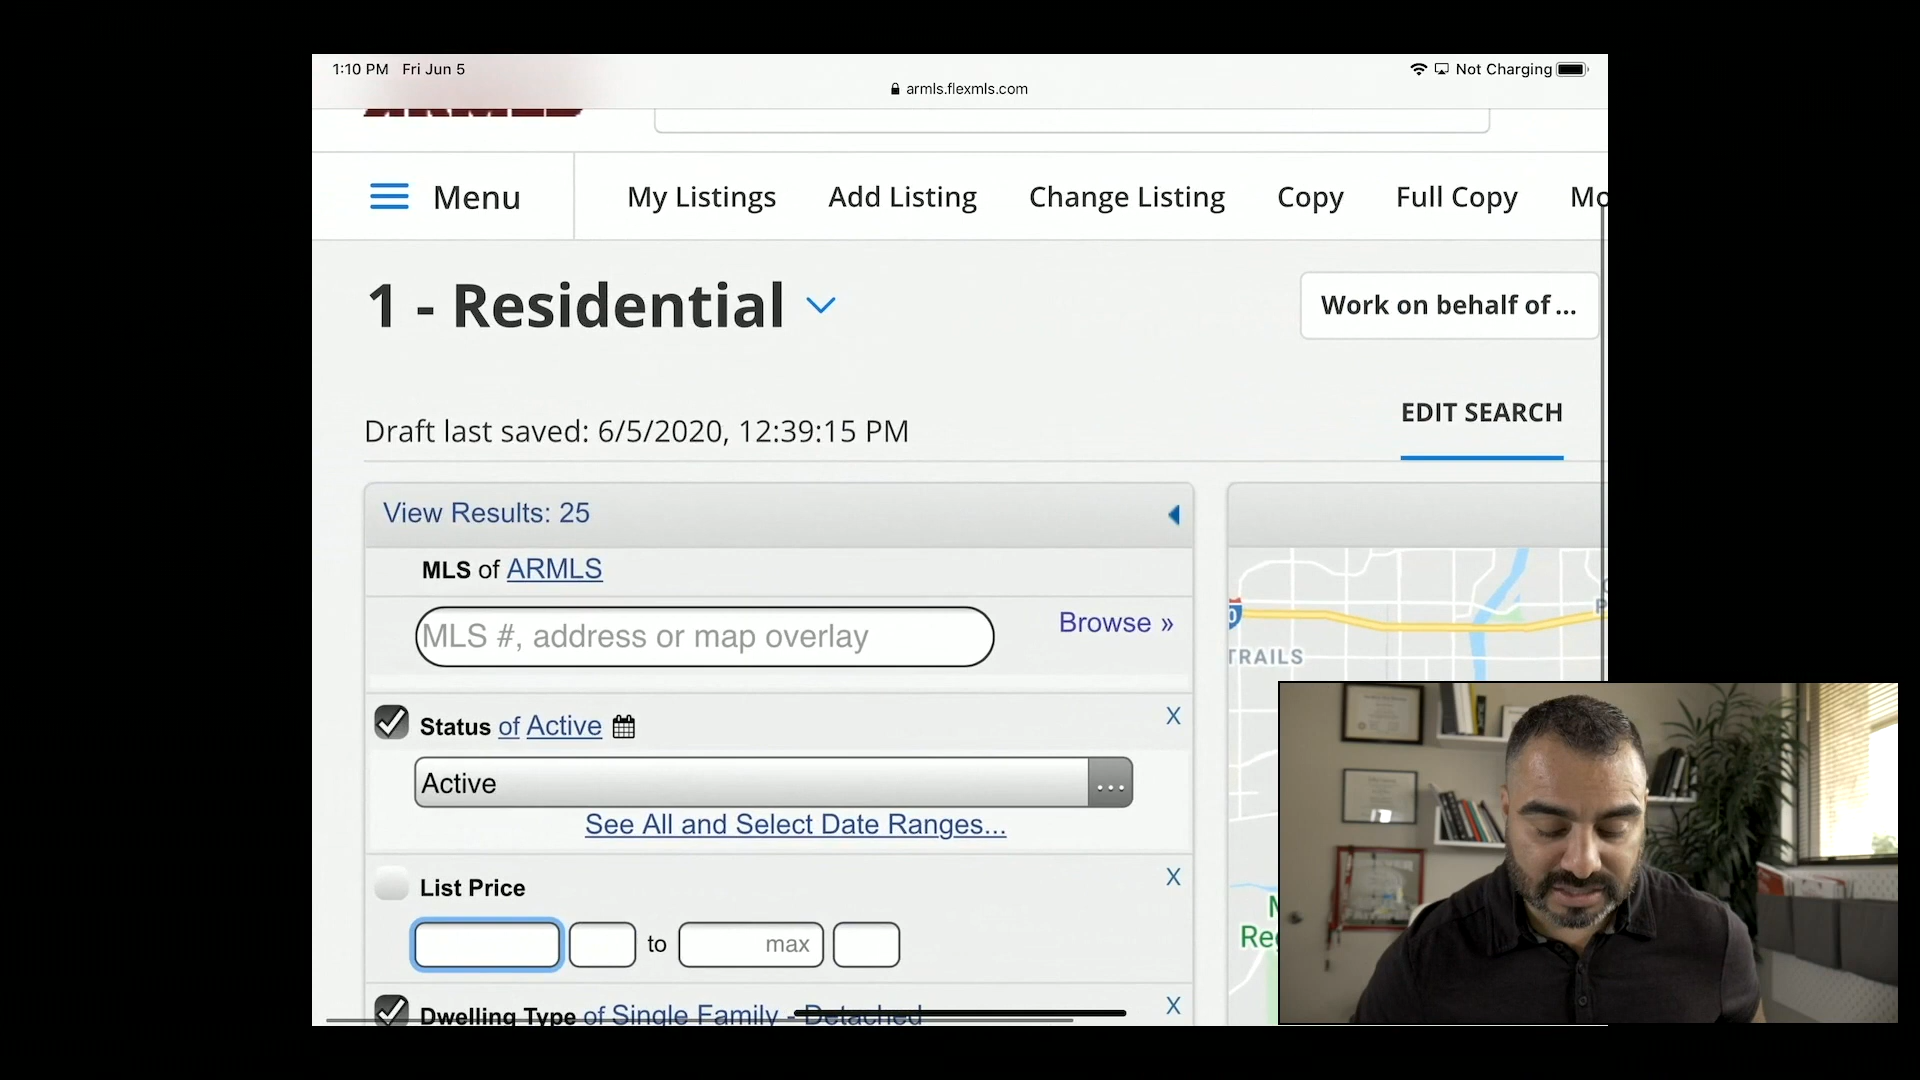 1:10 PM Fri Jun 5
Not Charging
armls.flexmls.com
ARMLS
Menu
My Listings
Add Listing
Change Listing
Copy
Full Copy
Mo
1 - Residential
Work on behalf of ...
Draft last saved: 6/5/2020, 12:39:15 PM
EDIT SEARCH
View Results: 25
MLS of ARMLS
MLS #, address or map overlay
Browse »
TRAILS
Status of Active
X
Active
...
See All and Select Date Ranges...
List Price
X
to
max
Dwelling Type of Single Family - Detached
X